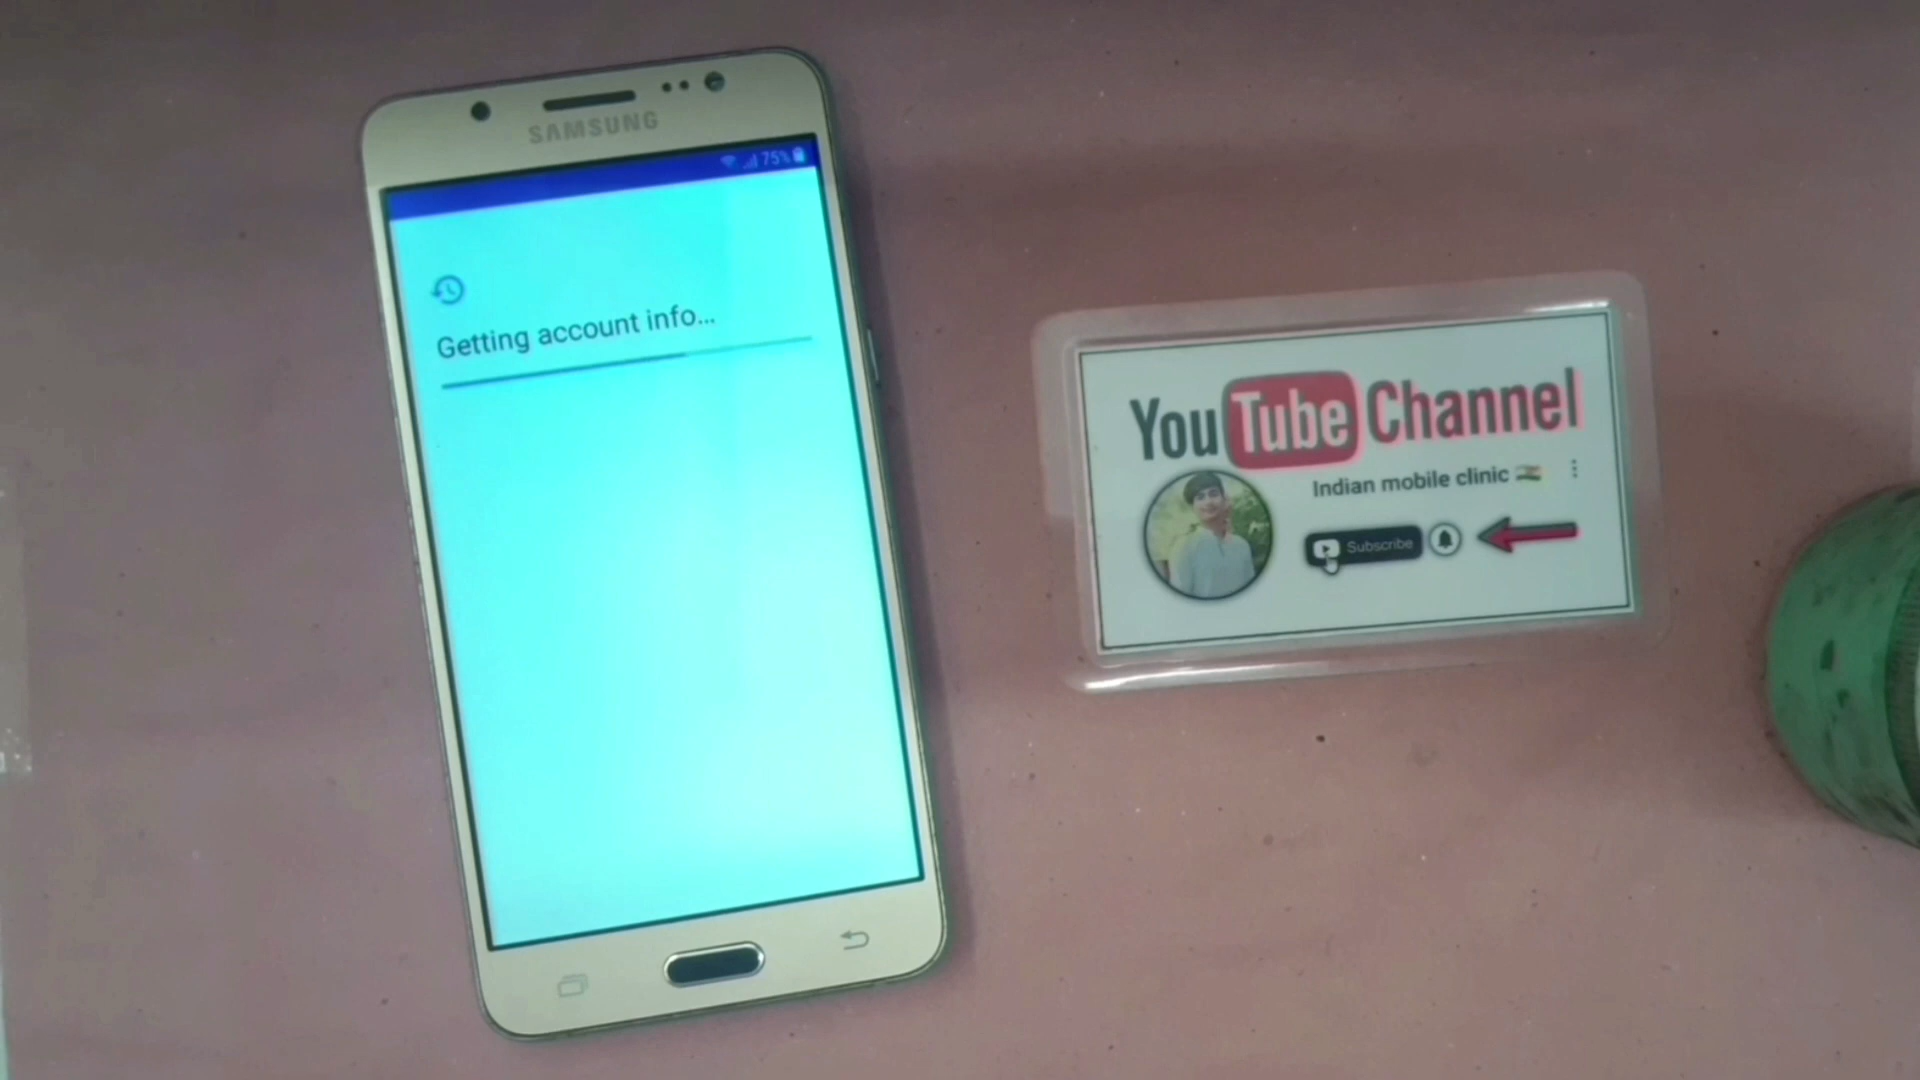 SAMSUNG
75%
Getting account info...
YouTube Channel
Indian mobile clinic
Subscribe